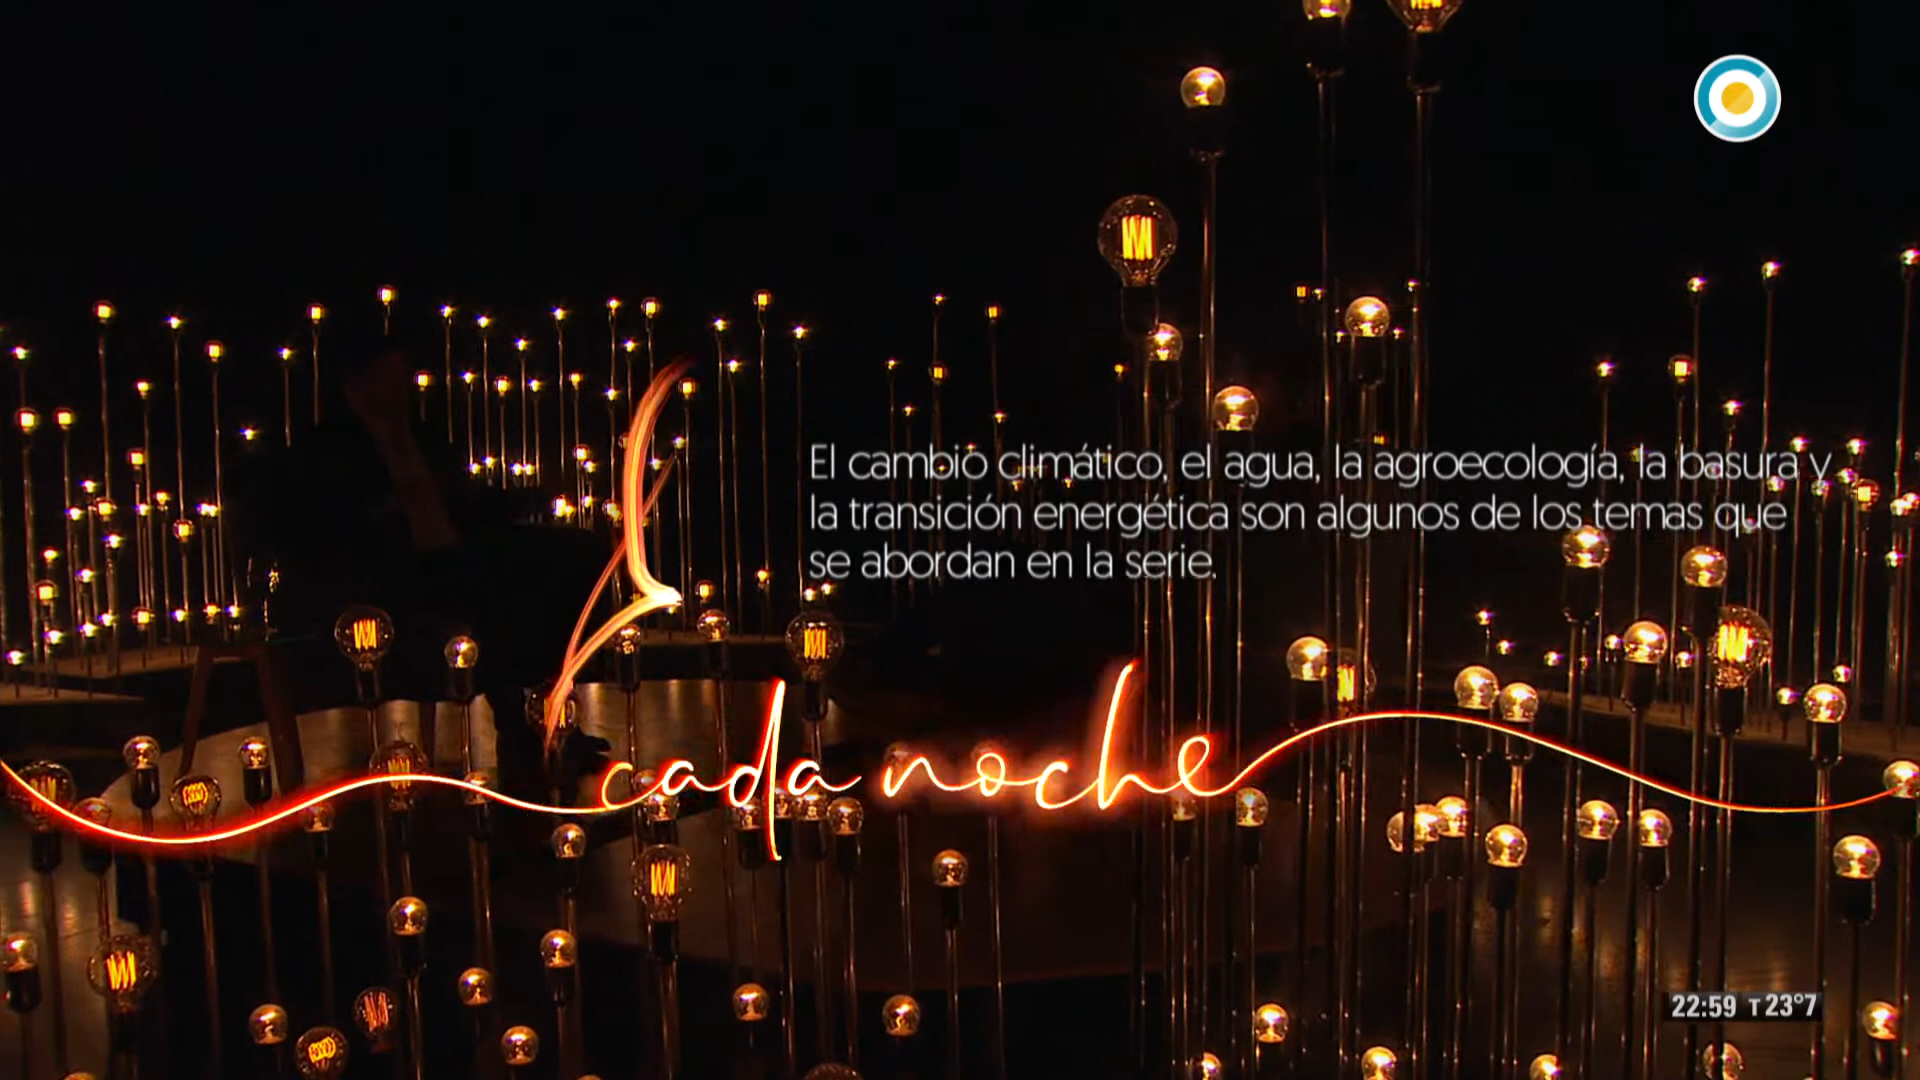 El cambio climático, el agua, la agroecología, la basura y
la transición energética son algunos de los temas que
se abordan en la serie.
cada noche
22:59 T 23°7